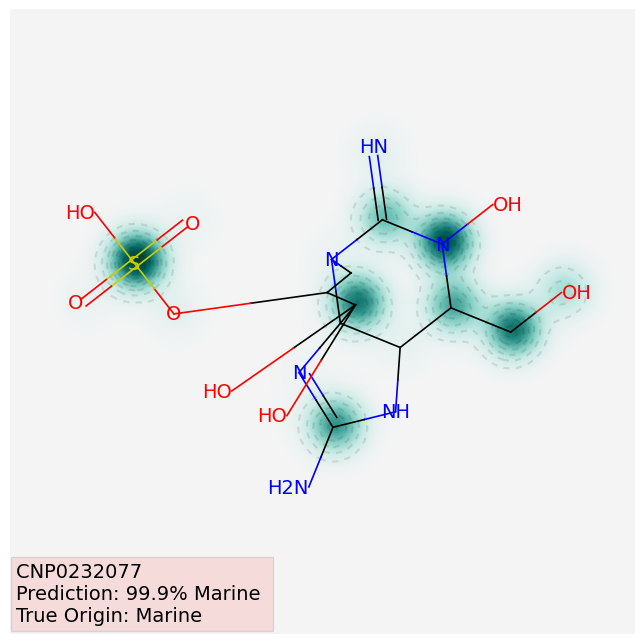 HN
HO
O
OH
N
N
S
OH
O
O
N
HO
HO
NH
H2N
CNP0232077
Prediction: 99.9% Marine
True Origin: Marine